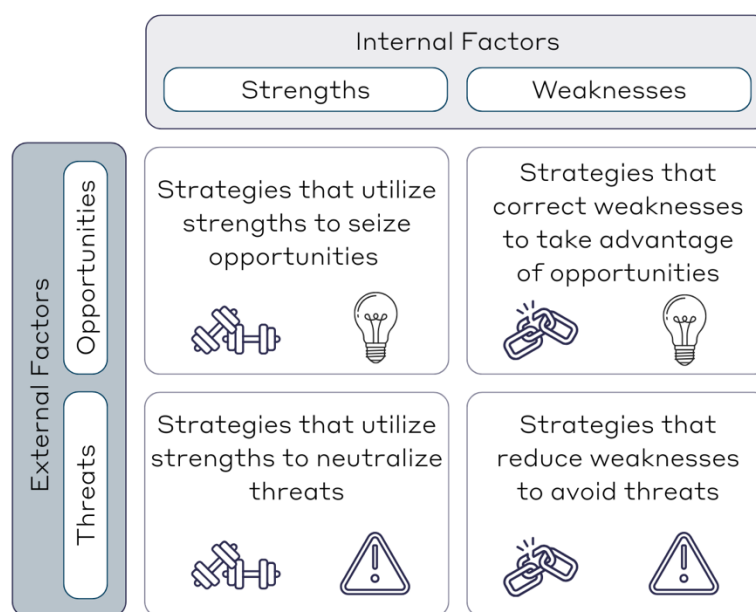 Internal Factors
Strengths
Weaknesses
External Factors
Opportunities
Strategies that utilize
strengths to seize
opportunities
Strategies that
correct weaknesses
to take advantage
of opportunities
Threats
Strategies that utilize
strengths to neutralize
threats
Strategies that
reduce weaknesses
to avoid threats